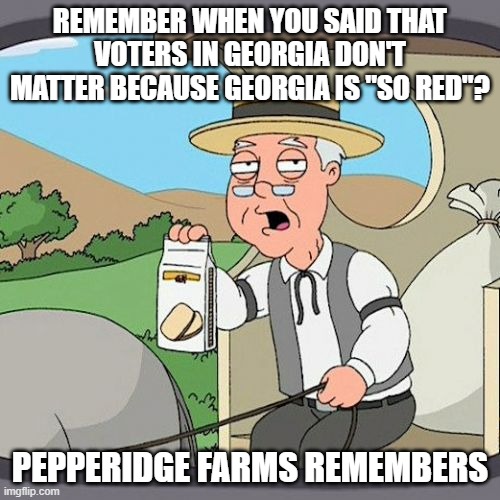 REMEMBER WHEN YOU SAID THAT
VOTERS IN GEORGIA DON'T
MATTER BECAUSE GEORGIA IS "SO RED"?
PEPPERIDGE FARMS REMEMBERS
imgflip.com